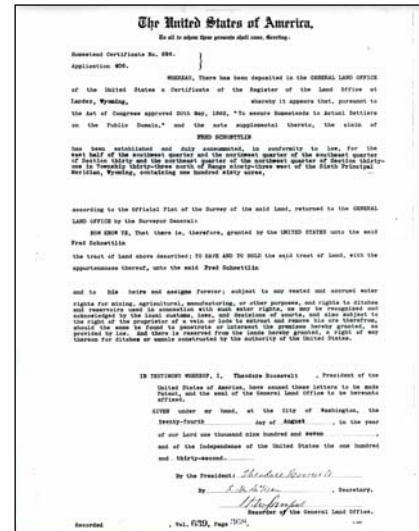 The United States of America,
To all to whom these presents shall come, Greeting:
Homestead Certificate No.
Application
WHEREAS, There has been deposited in the GENERAL LAND OFFICE
of the United States a Certificate of the Register of the Land Office at
Lander, Wyoming, whereby it appears that, pursuant to
the Act of Congress approved 20th May, 1862, "To secure Homesteads to Actual Settlers
on the Public Domain," and the acts supplemental thereto, the claim of
FRED SCHOETTLIN
has been established and duly consummated, in conformity to law, for the
east half of the southwest quarter and the northwest quarter of the southeast quarter
of Section thirty and the northeast quarter of the northwest quarter of Section thirty-
one in Township thirty-three north of Range ninety-three west of the Sixth Principal
Meridian, Wyoming, containing one hundred sixty acres,
according to the Official Plat of the Survey of the said Land, returned to the GENERAL
LAND OFFICE by the Surveyor General:
NOW KNOW YE, That there is, therefore, granted by the UNITED STATES unto the said
Fred Schoettlin
the tract of Land above described; TO HAVE AND TO HOLD the said tract of Land, with the
appurtenances thereof, unto the said Fred Schoettlin
and to his heirs and assigns forever; subject to any vested and accrued water
rights for mining, agricultural, manufacturing, or other purposes, and rights to ditches
and reservoirs used in connection with such water rights, as may be recognized and
acknowledged by the local customs, laws, and decisions of courts, and also subject to
the right of the proprietor of a vein or lode to extract and remove his ore therefrom,
should the same be found to penetrate or intersect the premises hereby granted, as
provided by law. And there is reserved from the lands hereby granted, a right of way
thereon for ditches or canals constructed by the authority of the United States.
IN TESTIMONY WHEREOF, I, Theodore Roosevelt, President of the
United States of America, have caused these letters to be made
Patent, and the seal of the General Land Office to be hereunto
affixed.
GIVEN under my hand, at the City of Washington, the
twenty-fourth day of August, in the year
of our Lord one thousand nine hundred and seven
and of the Independence of the United States the one hundred
and thirty-second.
By the President: Theodore Roosevelt
By , Secretary.
Recorder of the General Land Office.
Recorded , Vol. 639, Page